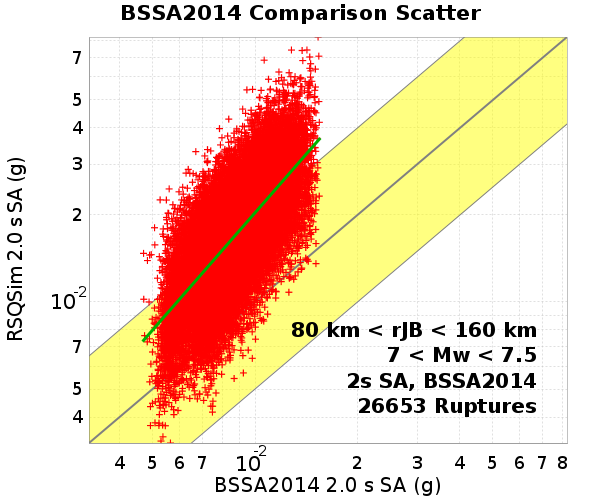 BSSA2014 Comparison Scatter
RSQSim 2.0 s SA (g)
7
5
4
3
2
10-2
7
5
4
80 km < rJB < 160 km
7 < Mw < 7.5
2s SA, BSSA2014
26653 Ruptures
4 5 6 7 10-2 2 3 4 5 6 7 8
BSSA2014 2.0 s SA (g)